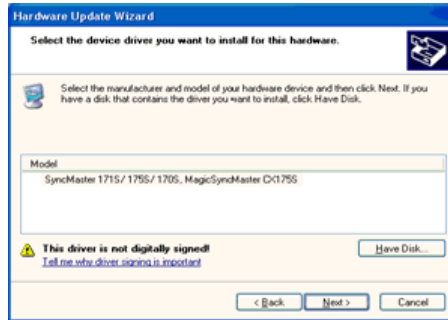 Hardware Update Wizard
Select the device driver you want to install for this hardware.
Select the manufacturer and model of your hardware device and then click Next. If you
have a disk that contains the driver you want to install, click Have Disk.
Model
SyncMaster 171S/ 175S/ 170S, MagicSyncMaster CX175S
This driver is not digitally signed!
Have Disk...
Tell me why driver signing is important
< Back
Next >
Cancel